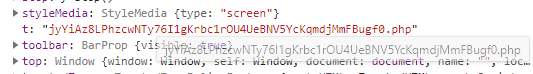 styleMedia: StyleMedia {type: "screen"}
t: "jyYiAz8LPhzcwNTy76I1gKrbc1rOU4UeBNV5YcKqmdjMmFBugf0.php"
toolbar: BarProp {visible: true}
jyYiAz8LPhzcwNTy76I1gKrbc1rOU4UeBNV5YcKqmdjMmFBugf0.php
top: Window {window: Window, self: Window, document: document, name: "", loc…